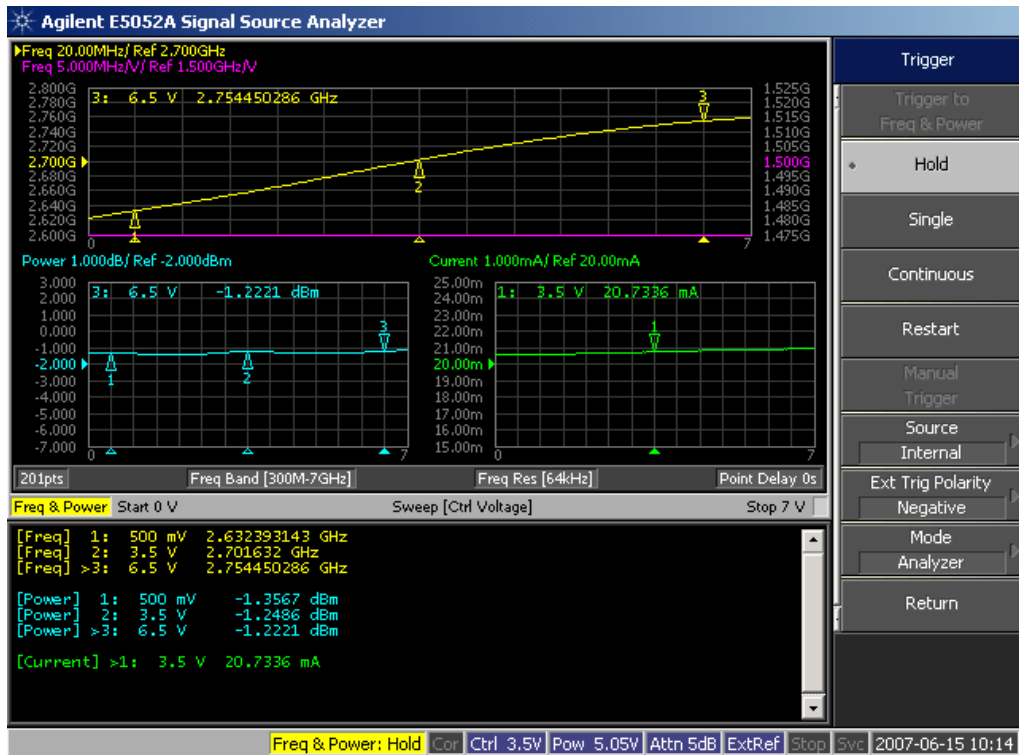 Agilent E5052A Signal Source Analyzer
Freq 20.00MHz/ Ref 2.700GHz
Freq 5.000MHz/V/ Ref 1.500GHz/V
2.800G
2.780G
2.760G
2.740G
2.720G
2.700G
2.680G
2.660G
2.640G
2.620G
2.600G
3: 6.5 V 2.754450286 GHz
1
2
3
0
7
1.525G
1.520G
1.515G
1.510G
1.505G
1.500G
1.495G
1.490G
1.485G
1.480G
1.475G
Power 1.000dB/ Ref -2.000dBm
3.000
2.000
1.000
0.000
-1.000
-2.000
-3.000
-4.000
-5.000
-6.000
-7.000
3: 6.5 V -1.2221 dBm
1
2
3
0
7
Current 1.000mA/ Ref 20.00mA
25.00m
24.00m
23.00m
22.00m
21.00m
20.00m
19.00m
18.00m
17.00m
16.00m
15.00m
1: 3.5 V 20.7336 mA
1
0
7
201pts Freq Band [300M-7GHz] Freq Res [64kHz] Point Delay 0s
Freq & Power Start 0 V Sweep [Ctrl Voltage] Stop 7 V
[Freq] 1: 500 mV 2.632393143 GHz
[Freq] 2: 3.5 V 2.701632 GHz
[Freq] >3: 6.5 V 2.754450286 GHz
[Power] 1: 500 mV -1.3567 dBm
[Power] 2: 3.5 V -1.2486 dBm
[Power] >3: 6.5 V -1.2221 dBm
[Current] >1: 3.5 V 20.7336 mA
Trigger
Trigger to
Freq & Power
Hold
Single
Continuous
Restart
Manual
Trigger
Source
Internal
Ext Trig Polarity
Negative
Mode
Analyzer
Return
Freq & Power: Hold Cor Ctrl 3.5V Pow 5.05V Attn 5dB ExtRef Stop Svc 2007-06-15 10:14